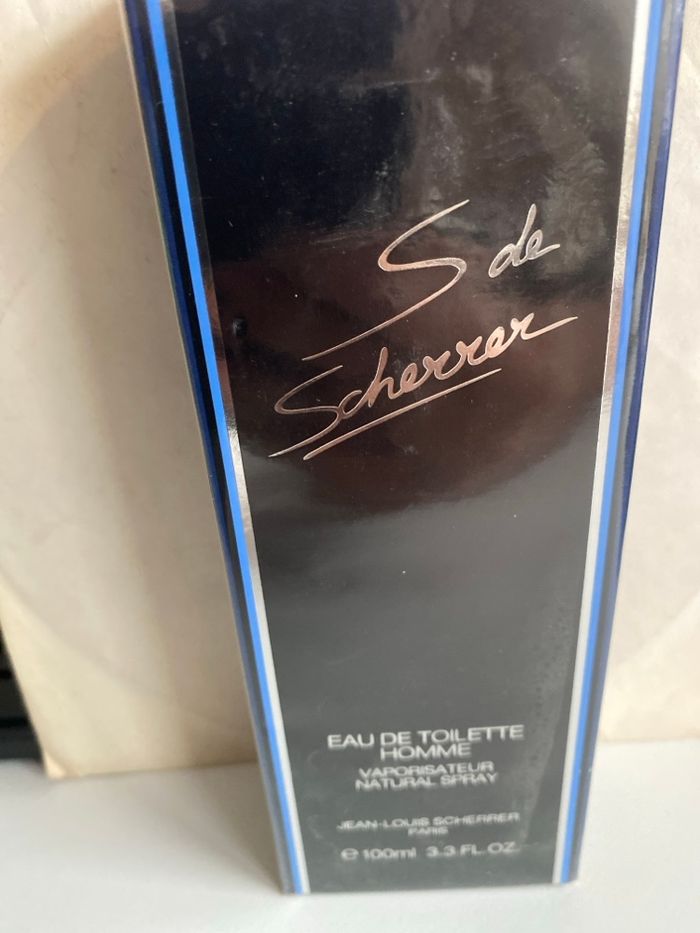 S de
Scherrer
EAU DE TOILETTE
HOMME
VAPORISATEUR
NATURAL SPRAY
JEAN-LOUIS SCHERRER
PARIS
℮ 100ml 3.3 FL.OZ.